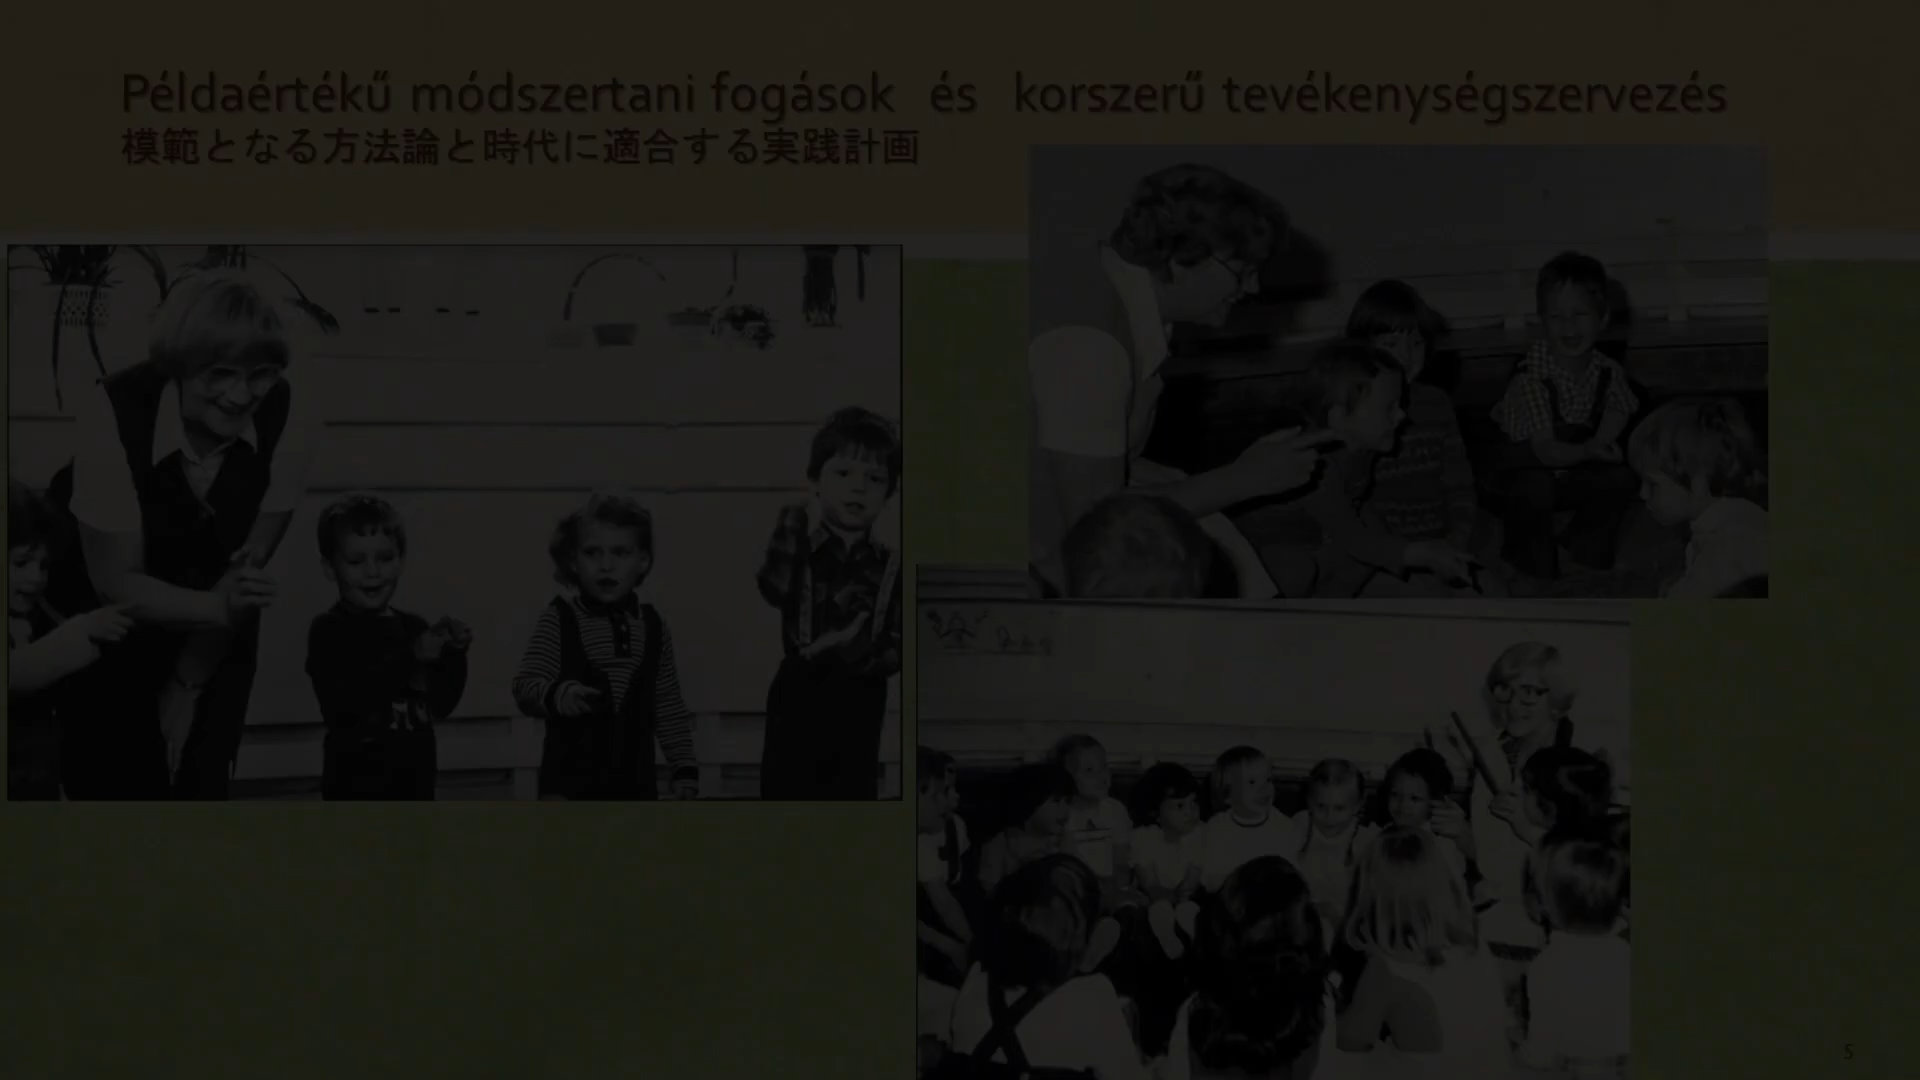 Példaértékű módszertani fogások és korszerű tevékenységszervezés
模範となる方法論と時代に適合する実践計画
5